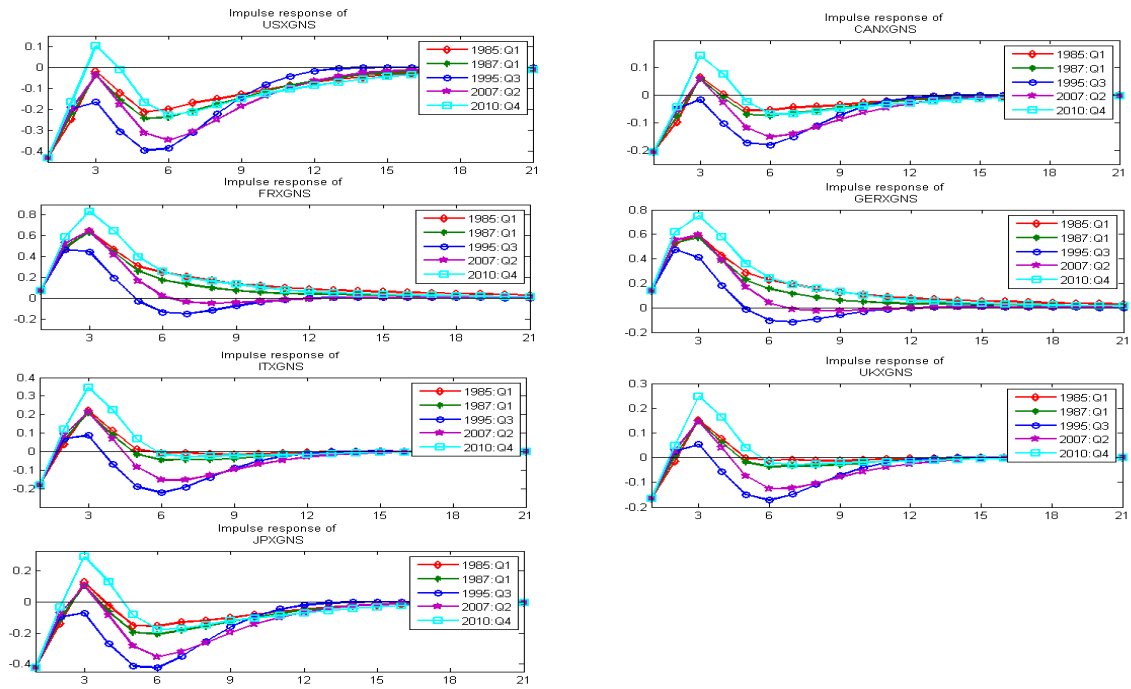 Impulse response of
USXGNS
0.1
0
-0.1
-0.2
-0.3
-0.4
3 6 9 12 15 18 21
1985:Q1
1987:Q1
1995:Q3
2007:Q2
2010:Q4
Impulse response of
CANXGNS
0.1
0
-0.1
-0.2
3 6 9 12 15 18 21
1985:Q1
1987:Q1
1995:Q3
2007:Q2
2010:Q4
Impulse response of
FRXGNS
0.8
0.6
0.4
0.2
0
-0.2
3 6 9 12 15 18 21
1985:Q1
1987:Q1
1995:Q3
2007:Q2
2010:Q4
Impulse response of
GERXGNS
0.8
0.6
0.4
0.2
0
-0.2
3 6 9 12 15 18 21
1985:Q1
1987:Q1
1995:Q3
2007:Q2
2010:Q4
Impulse response of
ITXGNS
0.4
0.3
0.2
0.1
0
-0.1
-0.2
3 6 9 12 15 18 21
1985:Q1
1987:Q1
1995:Q3
2007:Q2
2010:Q4
Impulse response of
UKXGNS
0.3
0.2
0.1
0
-0.1
-0.2
3 6 9 12 15 18 21
1985:Q1
1987:Q1
1995:Q3
2007:Q2
2010:Q4
Impulse response of
JPXGNS
0.2
0
-0.2
-0.4
3 6 9 12 15 18 21
1985:Q1
1987:Q1
1995:Q3
2007:Q2
2010:Q4